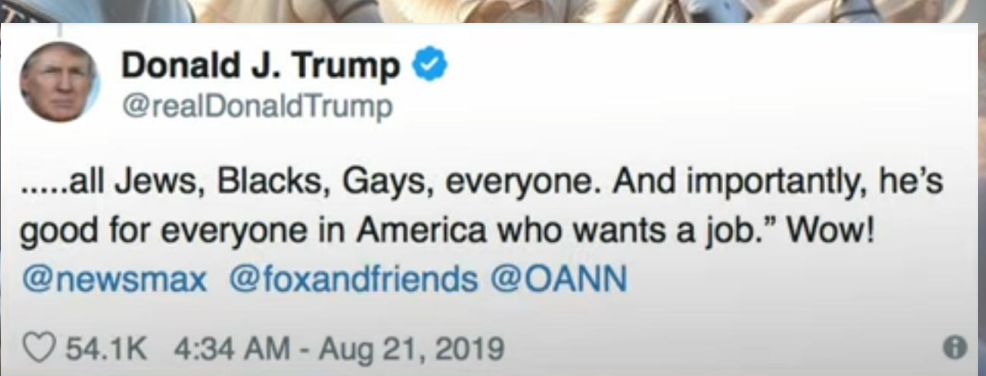 Donald J. Trump
@realDonaldTrump
.....all Jews, Blacks, Gays, everyone. And importantly, he’s
good for everyone in America who wants a job.” Wow!
@newsmax @foxandfriends @OANN
54.1K 4:34 AM - Aug 21, 2019